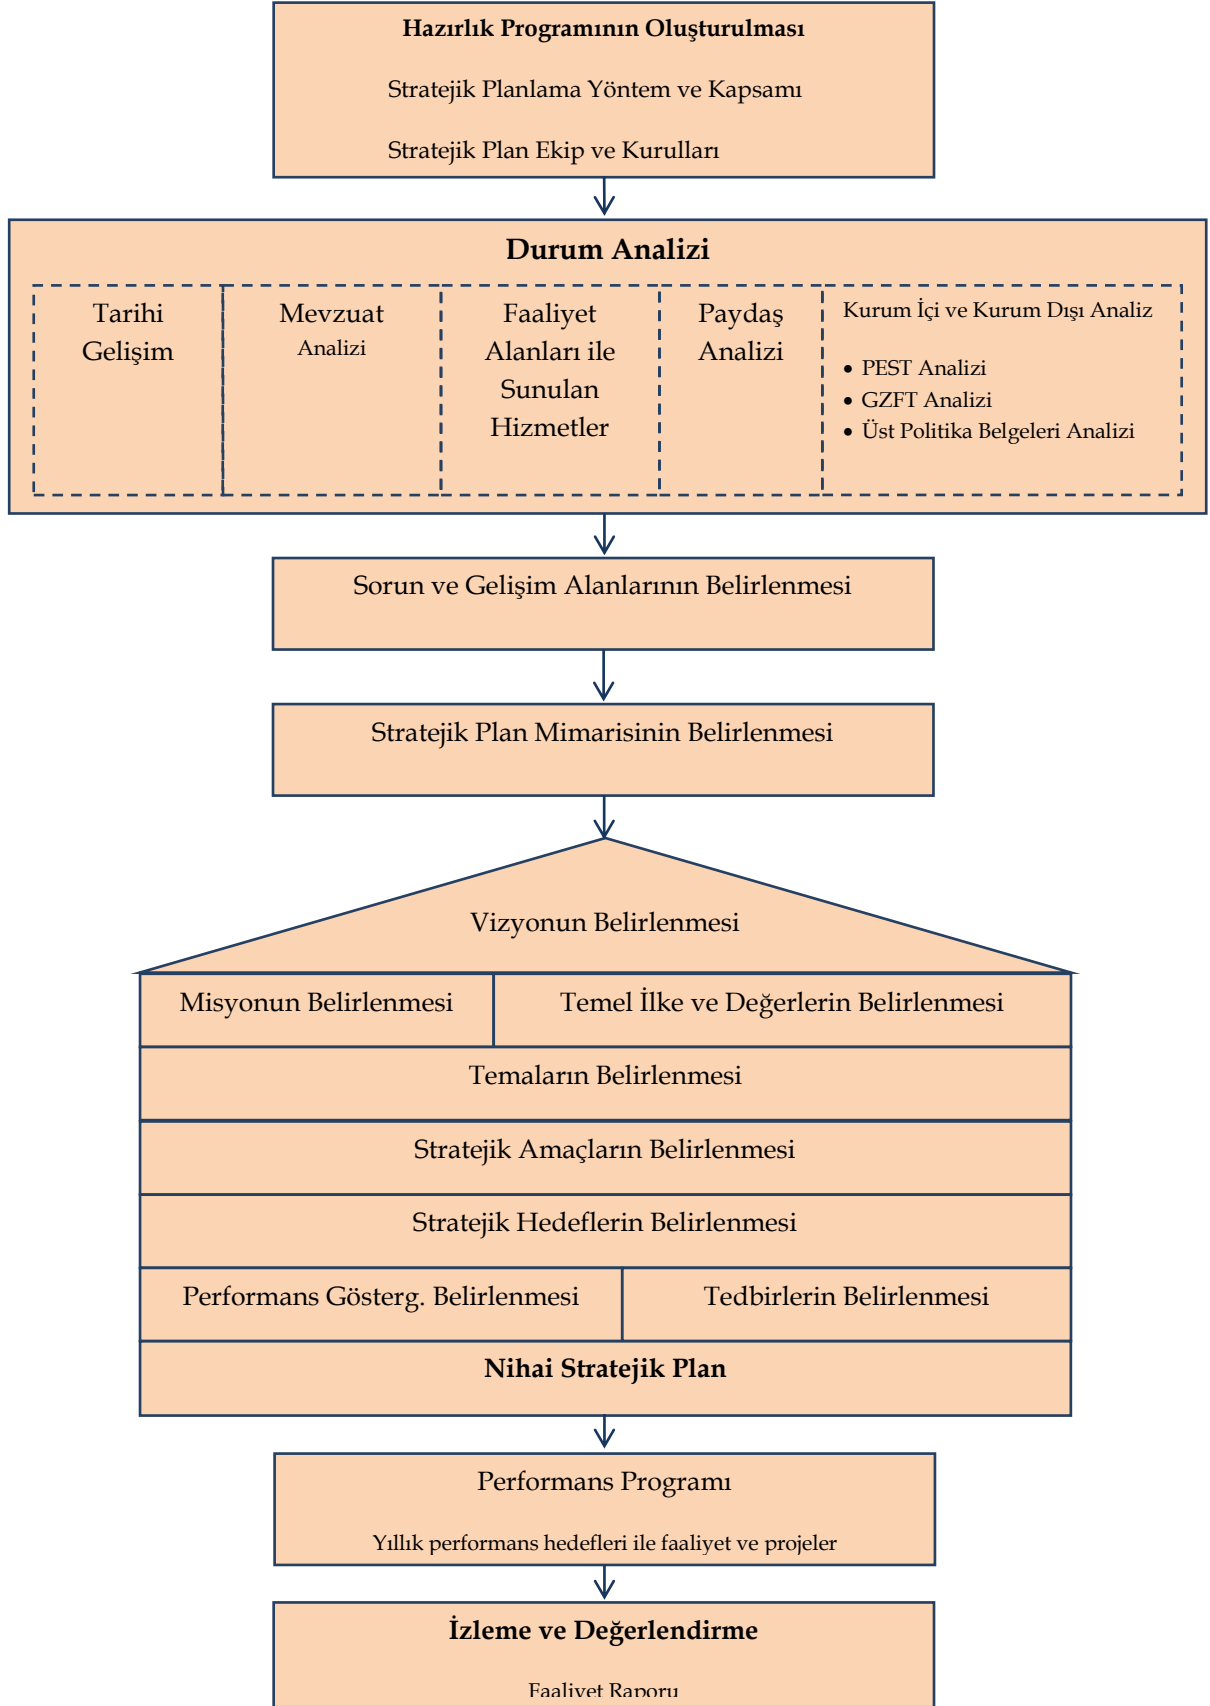 Hazırlık Programının Oluşturulması
Stratejik Planlama Yöntem ve Kapsamı
Stratejik Plan Ekip ve Kurulları
Durum Analizi
Tarihi
Gelişim
Mevzuat
Analizi
Faaliyet
Alanları ile
Sunulan
Hizmetler
Paydaş
Analizi
Kurum İçi ve Kurum Dışı Analiz
• PEST Analizi
• GZFT Analizi
• Üst Politika Belgeleri Analizi
Sorun ve Gelişim Alanlarının Belirlenmesi
Stratejik Plan Mimarisinin Belirlenmesi
Vizyonun Belirlenmesi
Misyonun Belirlenmesi
Temel İlke ve Değerlerin Belirlenmesi
Temaların Belirlenmesi
Stratejik Amaçların Belirlenmesi
Stratejik Hedeflerin Belirlenmesi
Performans Gösterg. Belirlenmesi
Tedbirlerin Belirlenmesi
Nihai Stratejik Plan
Performans Programı
Yıllık performans hedefleri ile faaliyet ve projeler
İzleme ve Değerlendirme
Faaliyet Raporu